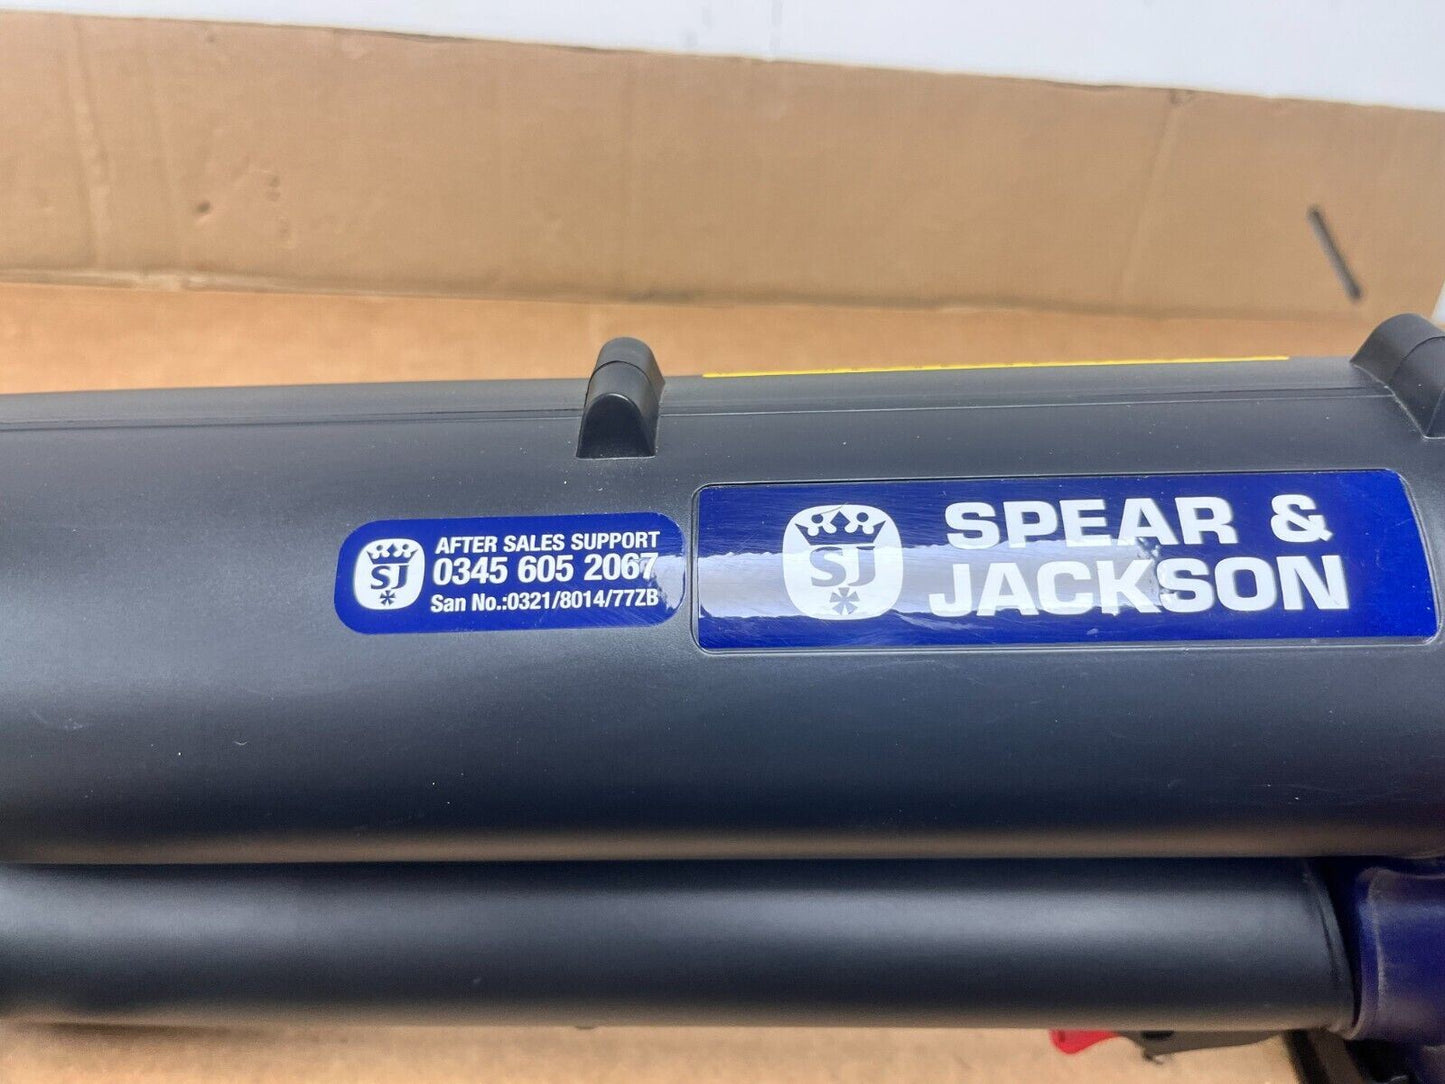 SJ
AFTER SALES SUPPORT
0345 605 2067
San No.:0321/8014/77ZB
SJ
SPEAR &
JACKSON